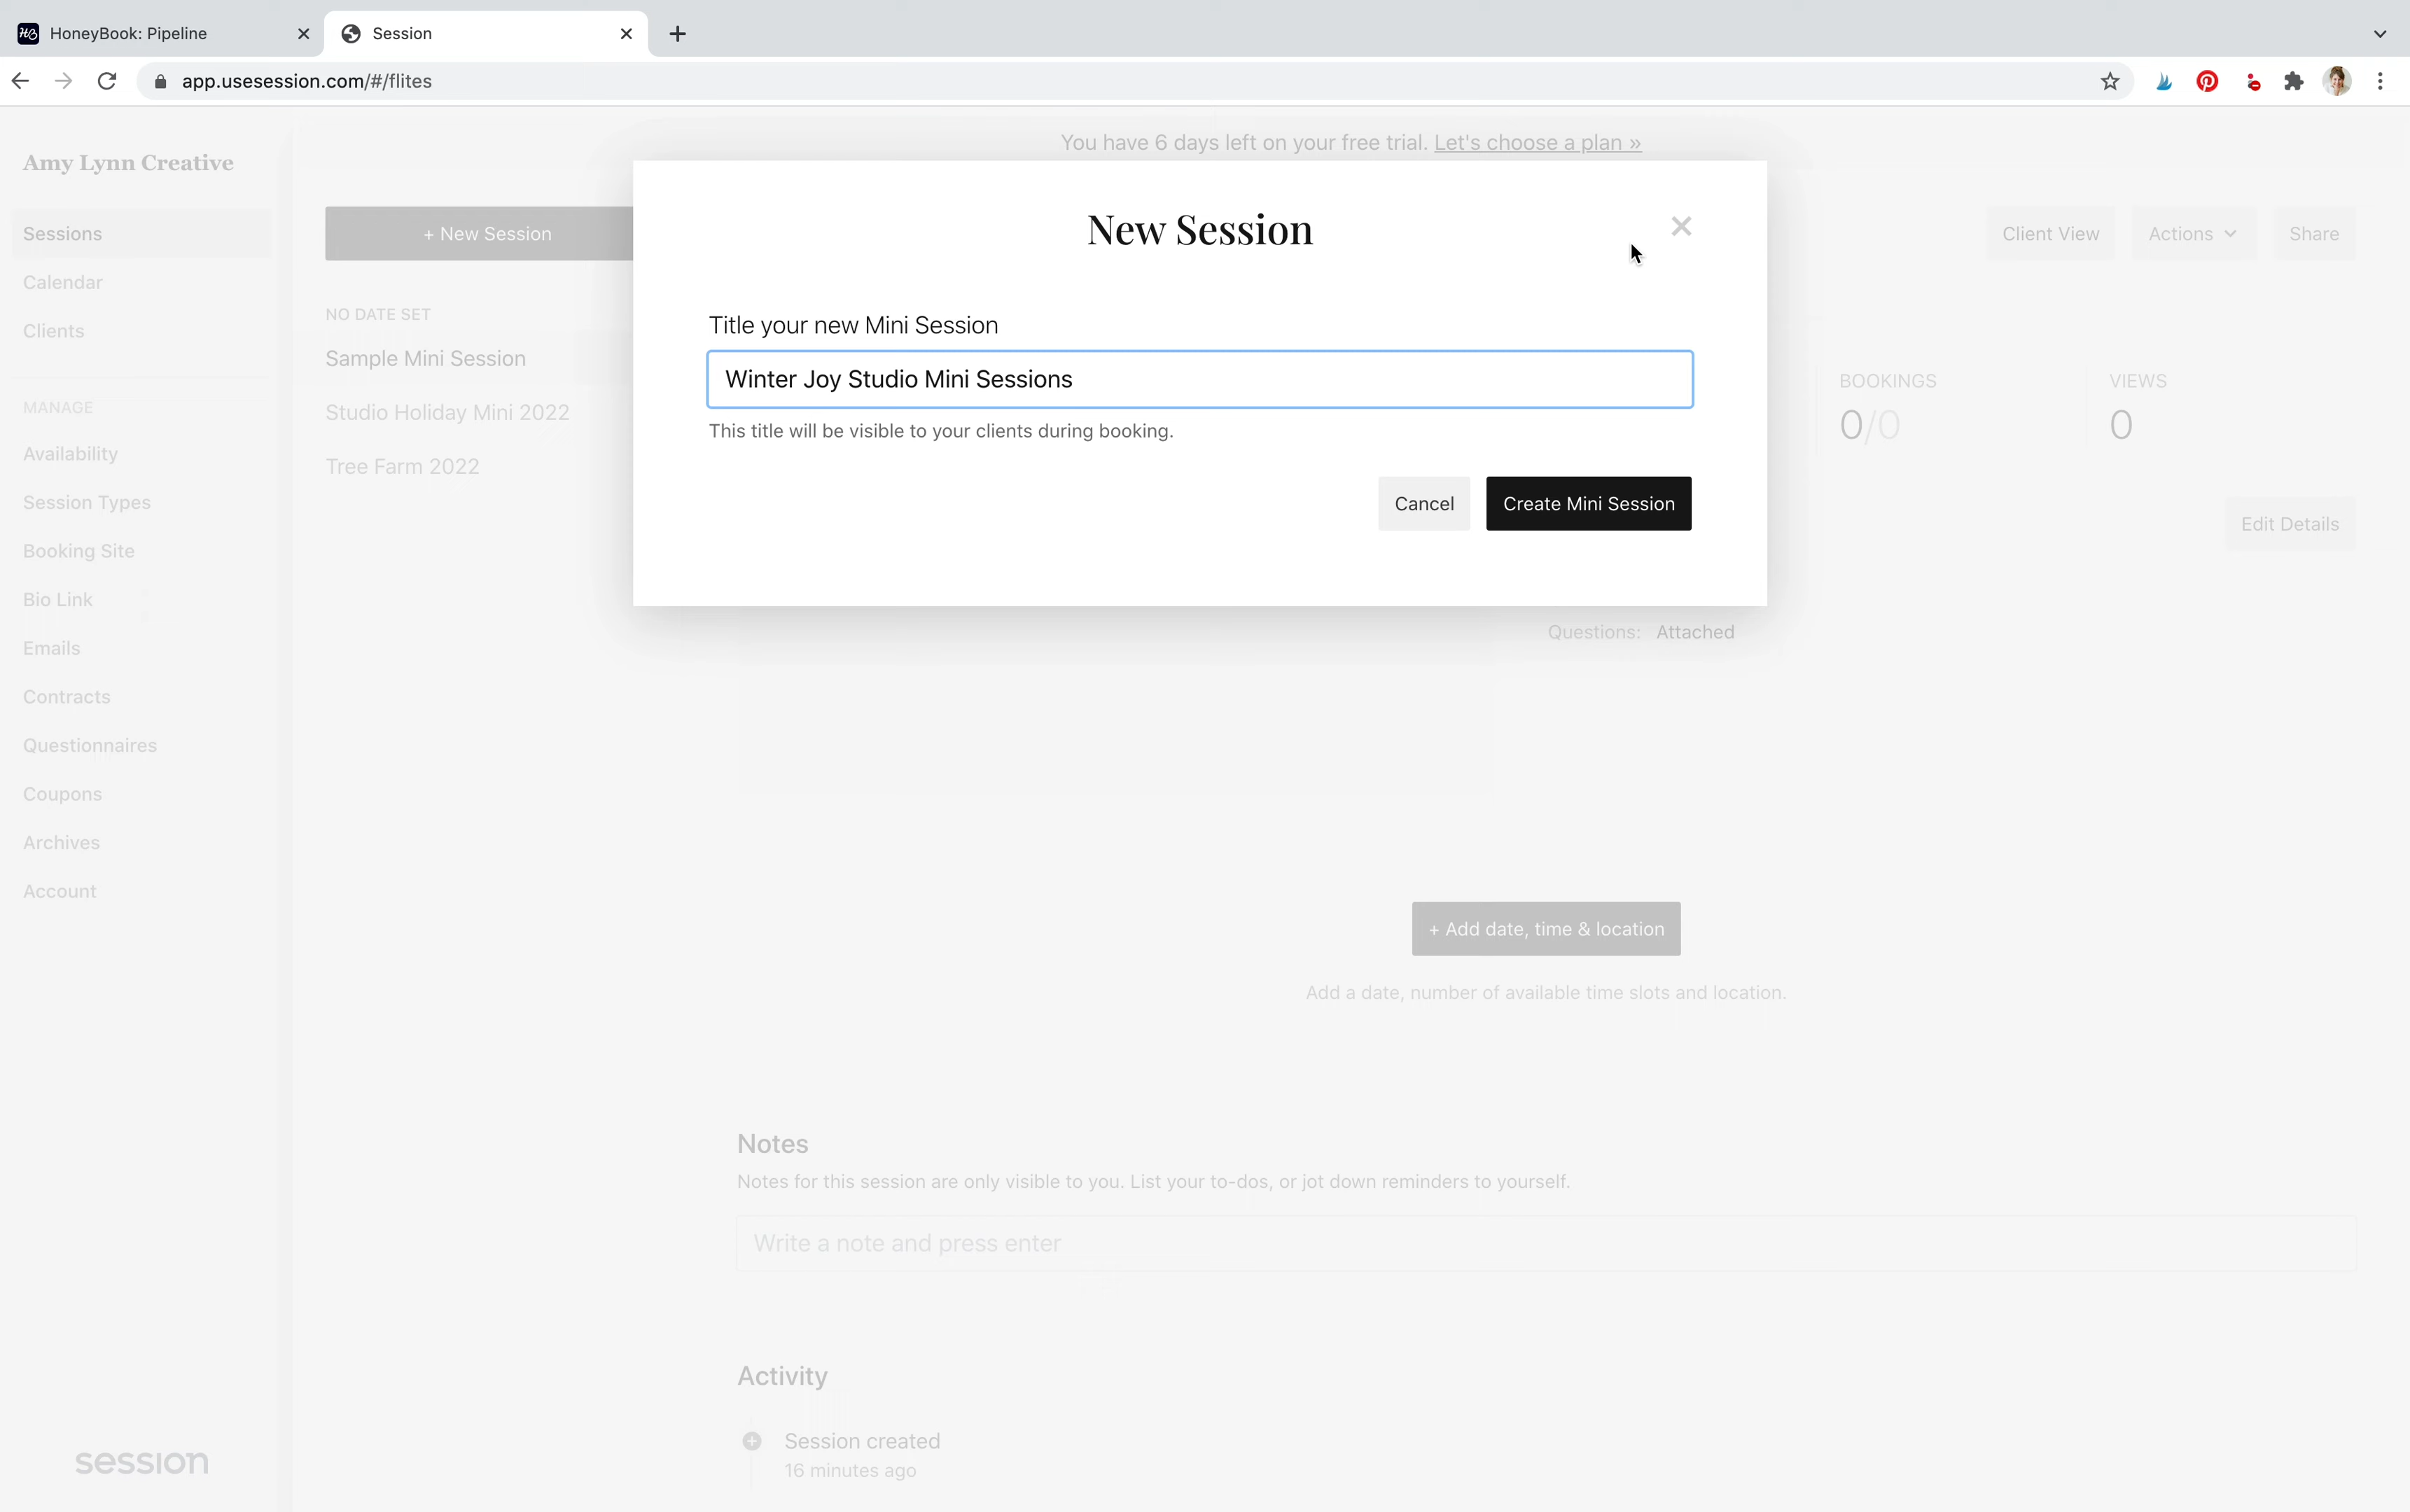 HoneyBook: Pipeline
Session
app.usesession.com/#/flites
Amy Lynn Creative
Sessions
Calendar
Clients
MANAGE
Availability
Session Types
Booking Site
Bio Link
Emails
Contracts
Questionnaires
Coupons
Archives
Account
session
You have 6 days left on your free trial. Let's choose a plan »
+ New Session
NO DATE SET
Sample Mini Session
Studio Holiday Mini 2022
Tree Farm 2022
New Session
Title your new Mini Session
Winter Joy Studio Mini Sessions
This title will be visible to your clients during booking.
Cancel
Create Mini Session
Client View
Actions
Share
BOOKINGS
0/0
VIEWS
0
Edit Details
Questions: Attached
+ Add date, time & location
Add a date, number of available time slots and location.
Notes
Notes for this session are only visible to you. List your to-dos, or jot down reminders to yourself.
Write a note and press enter
Activity
Session created
16 minutes ago